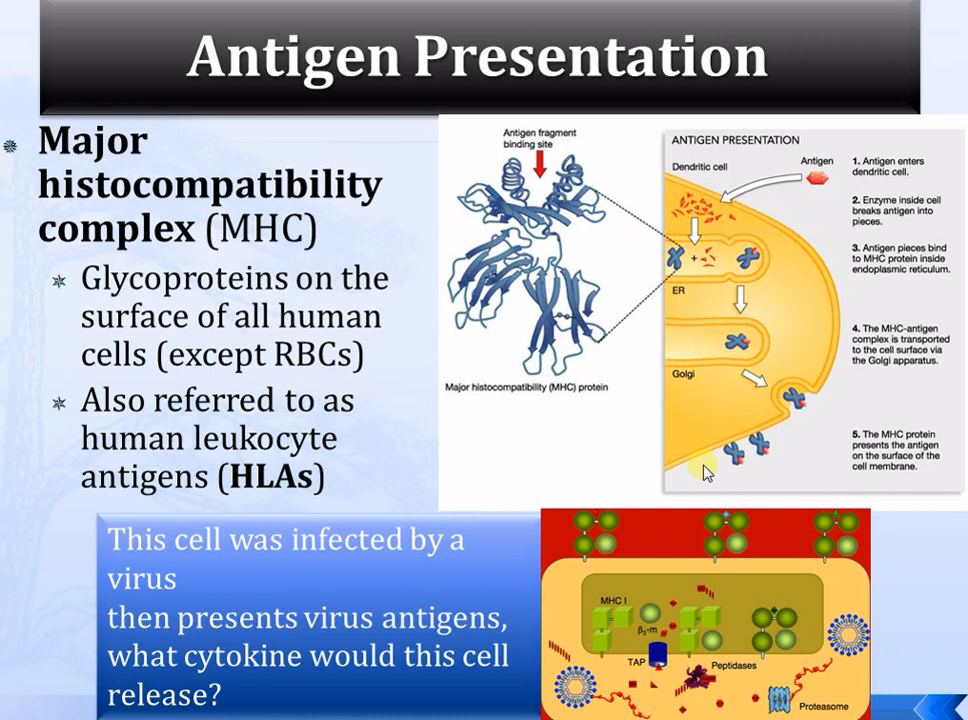 Antigen Presentation
Major
histocompatibility
complex (MHC)
Glycoproteins on the
surface of all human
cells (except RBCs)
Also referred to as
human leukocyte
antigens (HLAs)
Antigen fragment
binding site
Major histocompatibility (MHC) protein
ANTIGEN PRESENTATION
Dendritic cell
Antigen
ER
Golgi
1. Antigen enters
dendritic cell.
2. Enzyme inside cell
breaks antigen into
pieces.
3. Antigen pieces bind
to MHC protein inside
endoplasmic reticulum.
4. The MHC-antigen
complex is transported
to the cell surface via
the Golgi apparatus.
5. The MHC protein
presents the antigen
on the surface of the
cell membrane.
This cell was infected by a
virus
then presents virus antigens,
what cytokine would this cell
release?
MHC I
β₂-m
TAP
Peptidases
Proteasome